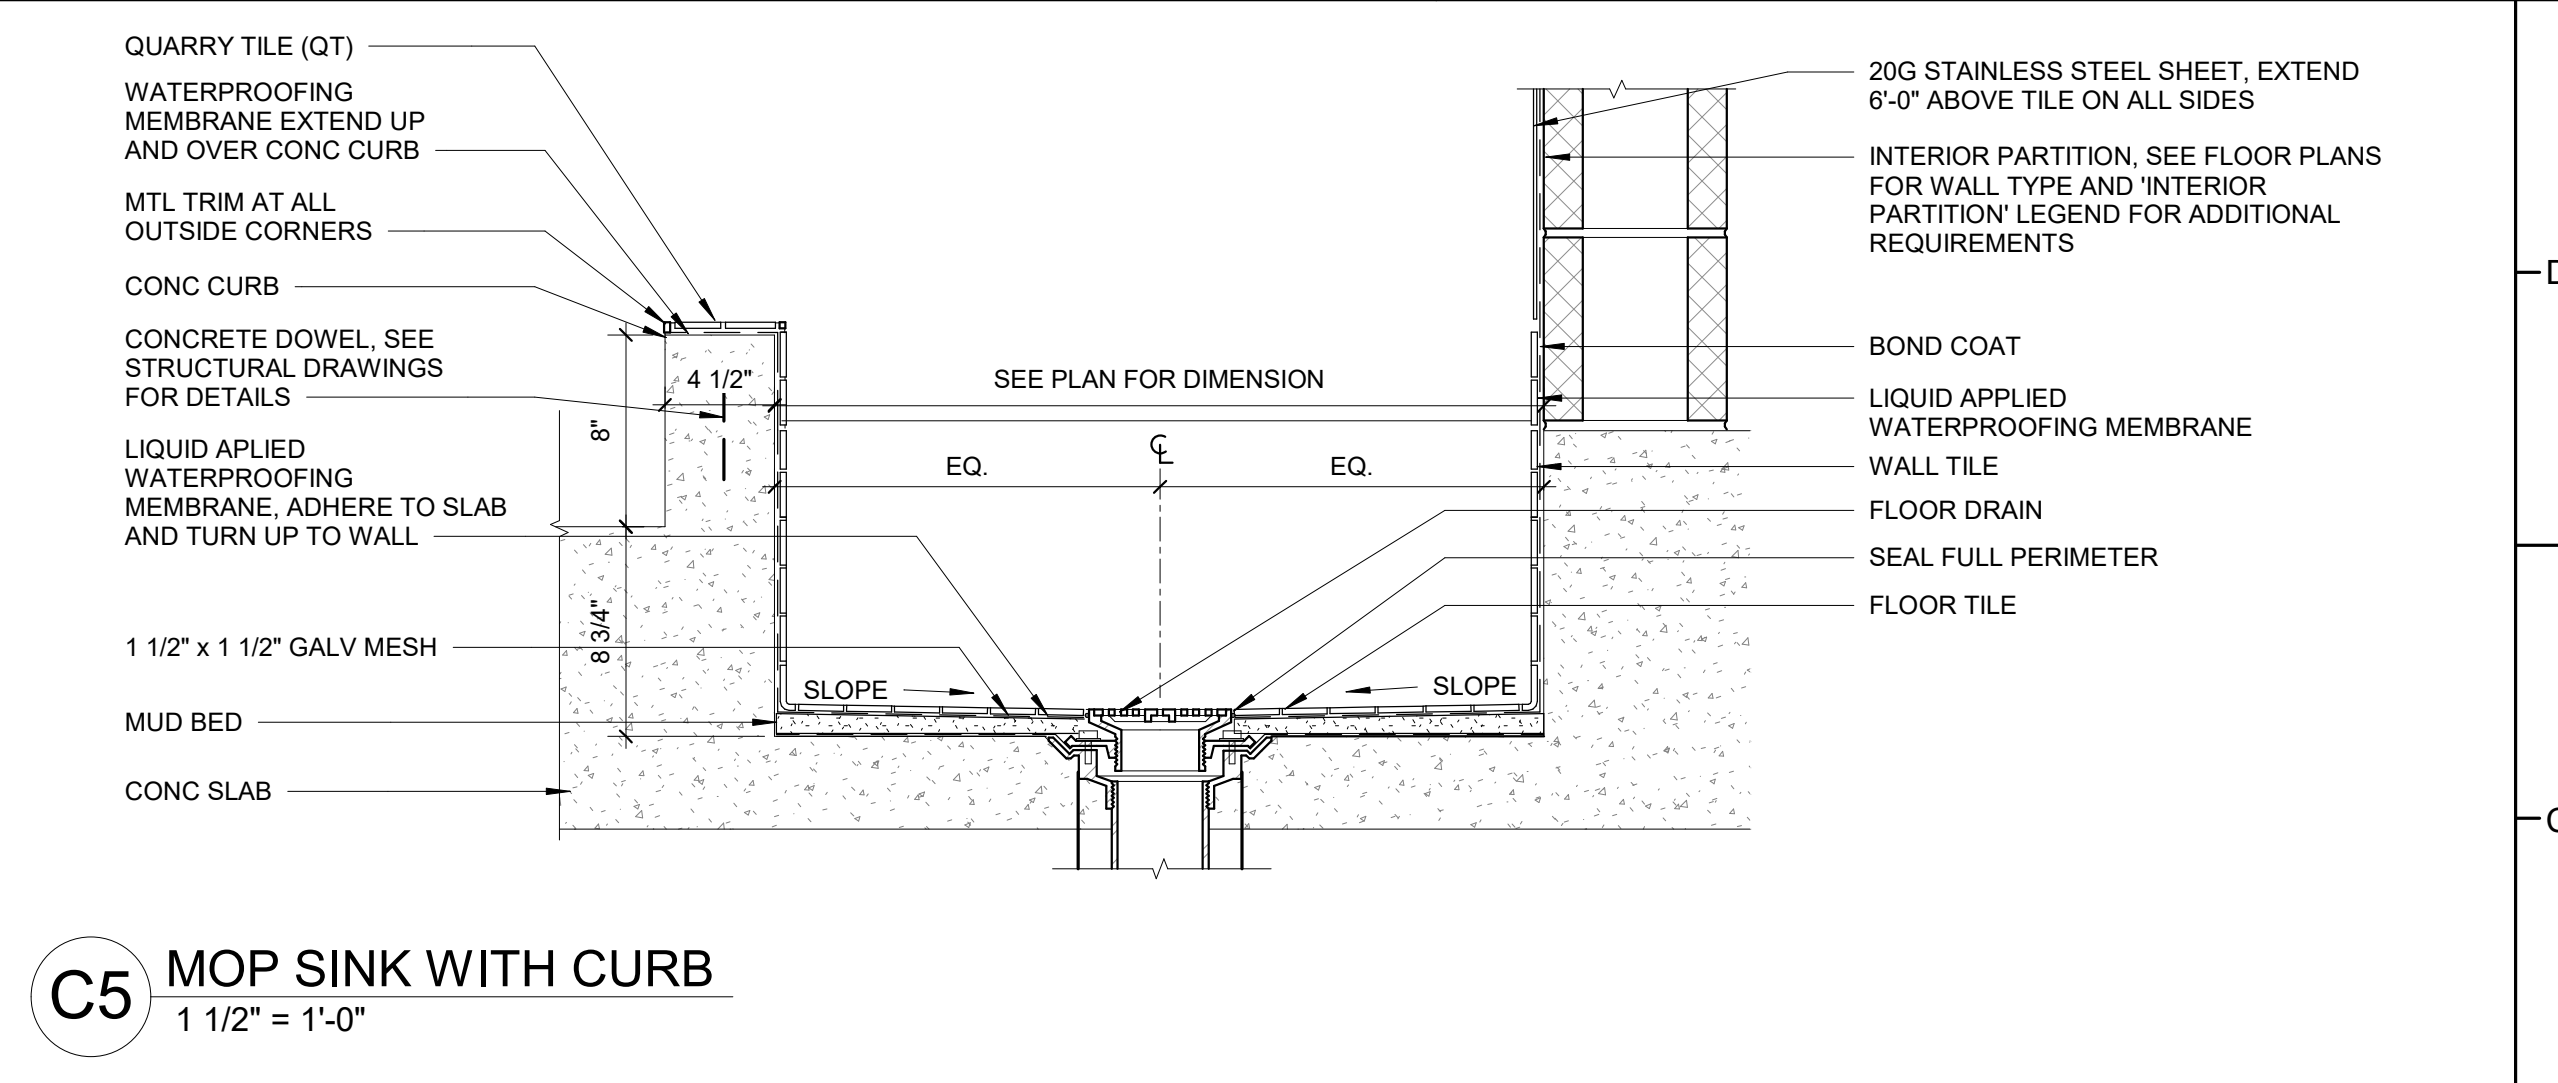 QUARRY TILE (QT)
WATERPROOFING
MEMBRANE EXTEND UP
AND OVER CONC CURB
MTL TRIM AT ALL
OUTSIDE CORNERS
CONC CURB
CONCRETE DOWEL, SEE
STRUCTURAL DRAWINGS
FOR DETAILS
LIQUID APLIED
WATERPROOFING
MEMBRANE, ADHERE TO SLAB
AND TURN UP TO WALL
1 1/2" x 1 1/2" GALV MESH
MUD BED
CONC SLAB
8"
8 3/4"
4 1/2"
SEE PLAN FOR DIMENSION
EQ.
℄
EQ.
SLOPE
SLOPE
20G STAINLESS STEEL SHEET, EXTEND
6'-0" ABOVE TILE ON ALL SIDES
INTERIOR PARTITION, SEE FLOOR PLANS
FOR WALL TYPE AND 'INTERIOR
PARTITION' LEGEND FOR ADDITIONAL
REQUIREMENTS
BOND COAT
LIQUID APPLIED
WATERPROOFING MEMBRANE
WALL TILE
FLOOR DRAIN
SEAL FULL PERIMETER
FLOOR TILE
C5
MOP SINK WITH CURB
1 1/2" = 1'-0"